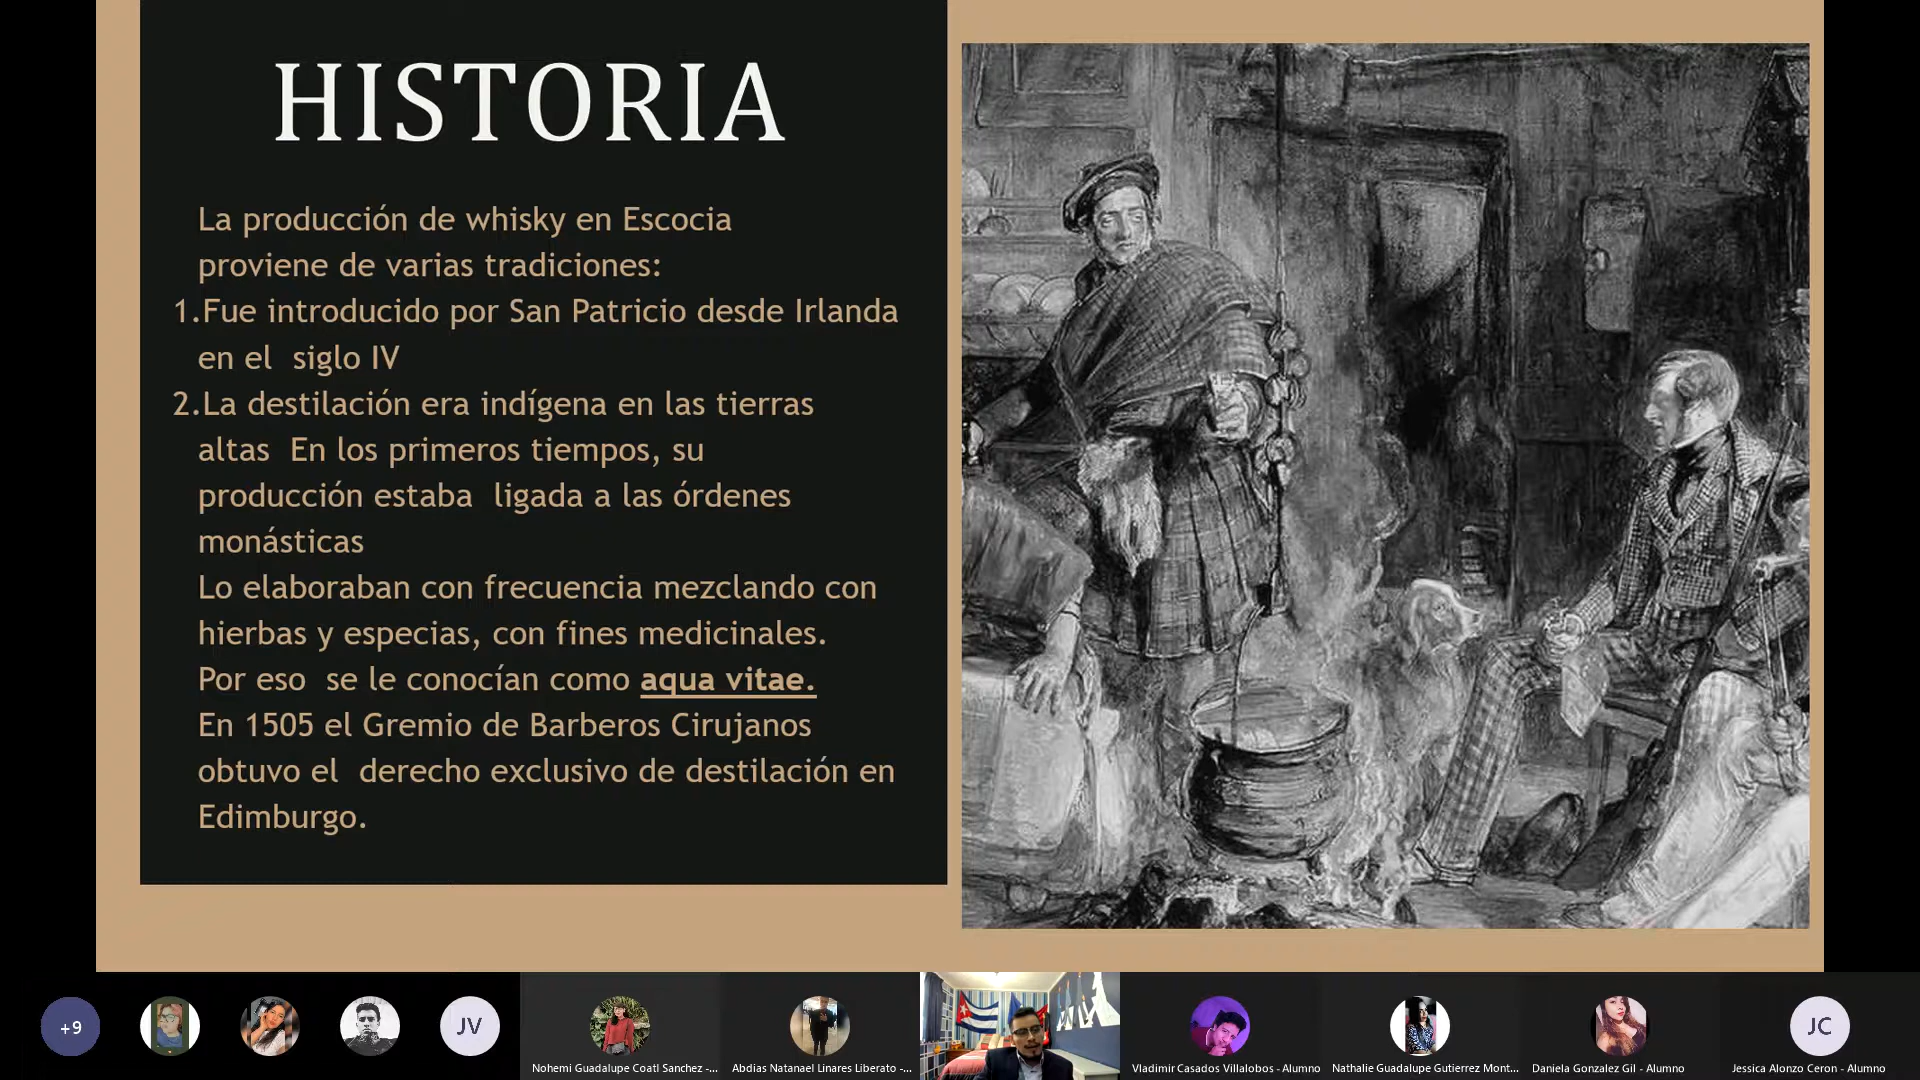 HISTORIA
La producción de whisky en Escocia
proviene de varias tradiciones:
1.Fue introducido por San Patricio desde Irlanda
en el siglo IV
2.La destilación era indígena en las tierras
altas En los primeros tiempos, su
producción estaba ligada a las órdenes
monásticas
Lo elaboraban con frecuencia mezclando con
hierbas y especias, con fines medicinales.
Por eso se le conocían como aqua vitae.
En 1505 el Gremio de Barberos Cirujanos
obtuvo el derecho exclusivo de destilación en
Edimburgo.
+9
JV
JC
Nohemi Guadalupe Coatl Sanchez -...
Abdias Natanael Linares Liberato -...
Vladimir Casados Villalobos - Alumno
Nathalie Guadalupe Gutierrez Mont...
Daniela Gonzalez Gil - Alumno
Jessica Alonzo Ceron - Alumno